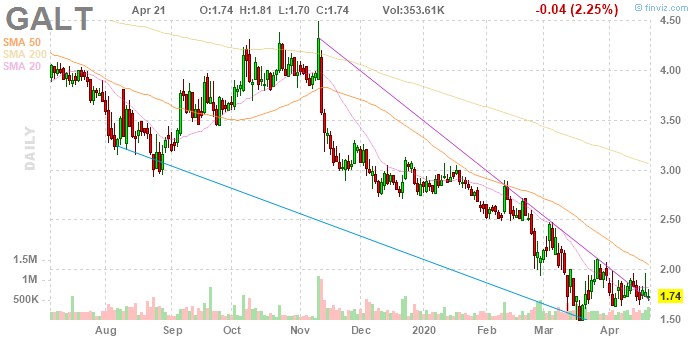 GALT Apr 21 O:1.74 H:1.81 L:1.70 C:1.74 Vol:353.61K -0.04 (2.25%) © finviz.com
SMA 50
SMA 200
SMA 20
DAILY
4.50
4.00
3.50
3.00
2.50
2.00
1.74
1.50
1.5M
1M
500K
Aug Sep Oct Nov Dec 2020 Feb Mar Apr